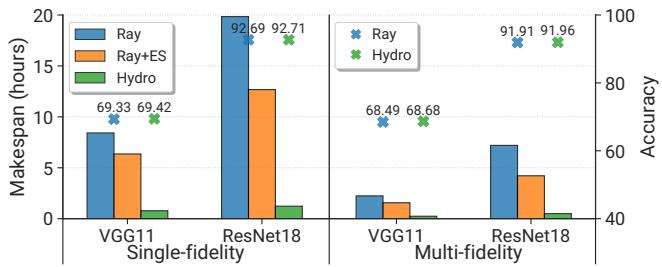 Makespan (hours)
20
15
10
5
0
Ray
Ray+ES
Hydro
69.33 69.42
92.69 92.71
VGG11
ResNet18
Single-fidelity
Ray
Hydro
68.49 68.68
91.91 91.96
VGG11
ResNet18
Multi-fidelity
100
80
60
40
Accuracy